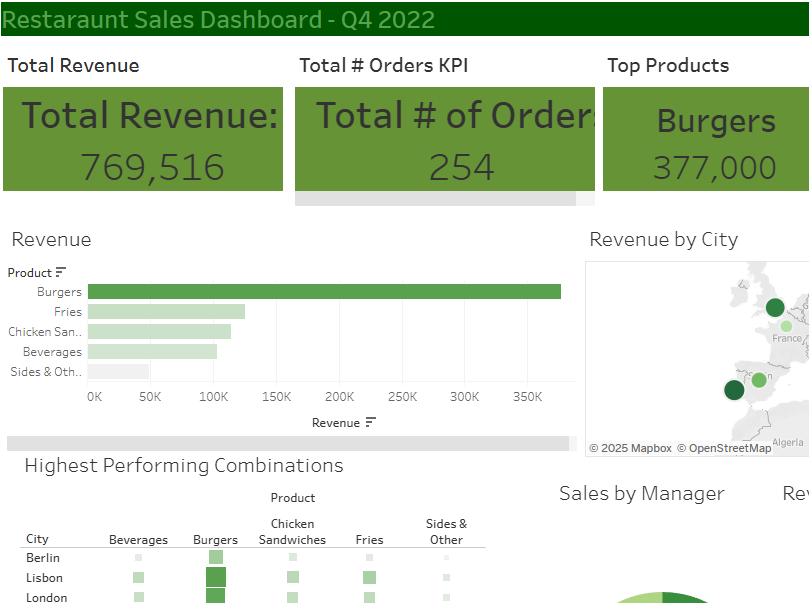 Restaraunt Sales Dashboard - Q4 2022
Total Revenue
Total # Orders KPI
Top Products
Total Revenue:
769,516
Total # of Order
254
Burgers
377,000
Revenue
Product
Burgers
Fries
Chicken San..
Beverages
Sides & Oth..
0K 50K 100K 150K 200K 250K 300K 350K
Revenue
Revenue by City
France
Algeria
© 2025 Mapbox © OpenStreetMap
Highest Performing Combinations
Product
City Beverages Burgers Chicken Sandwiches Fries Sides & Other
Berlin
Lisbon
London
Sales by Manager